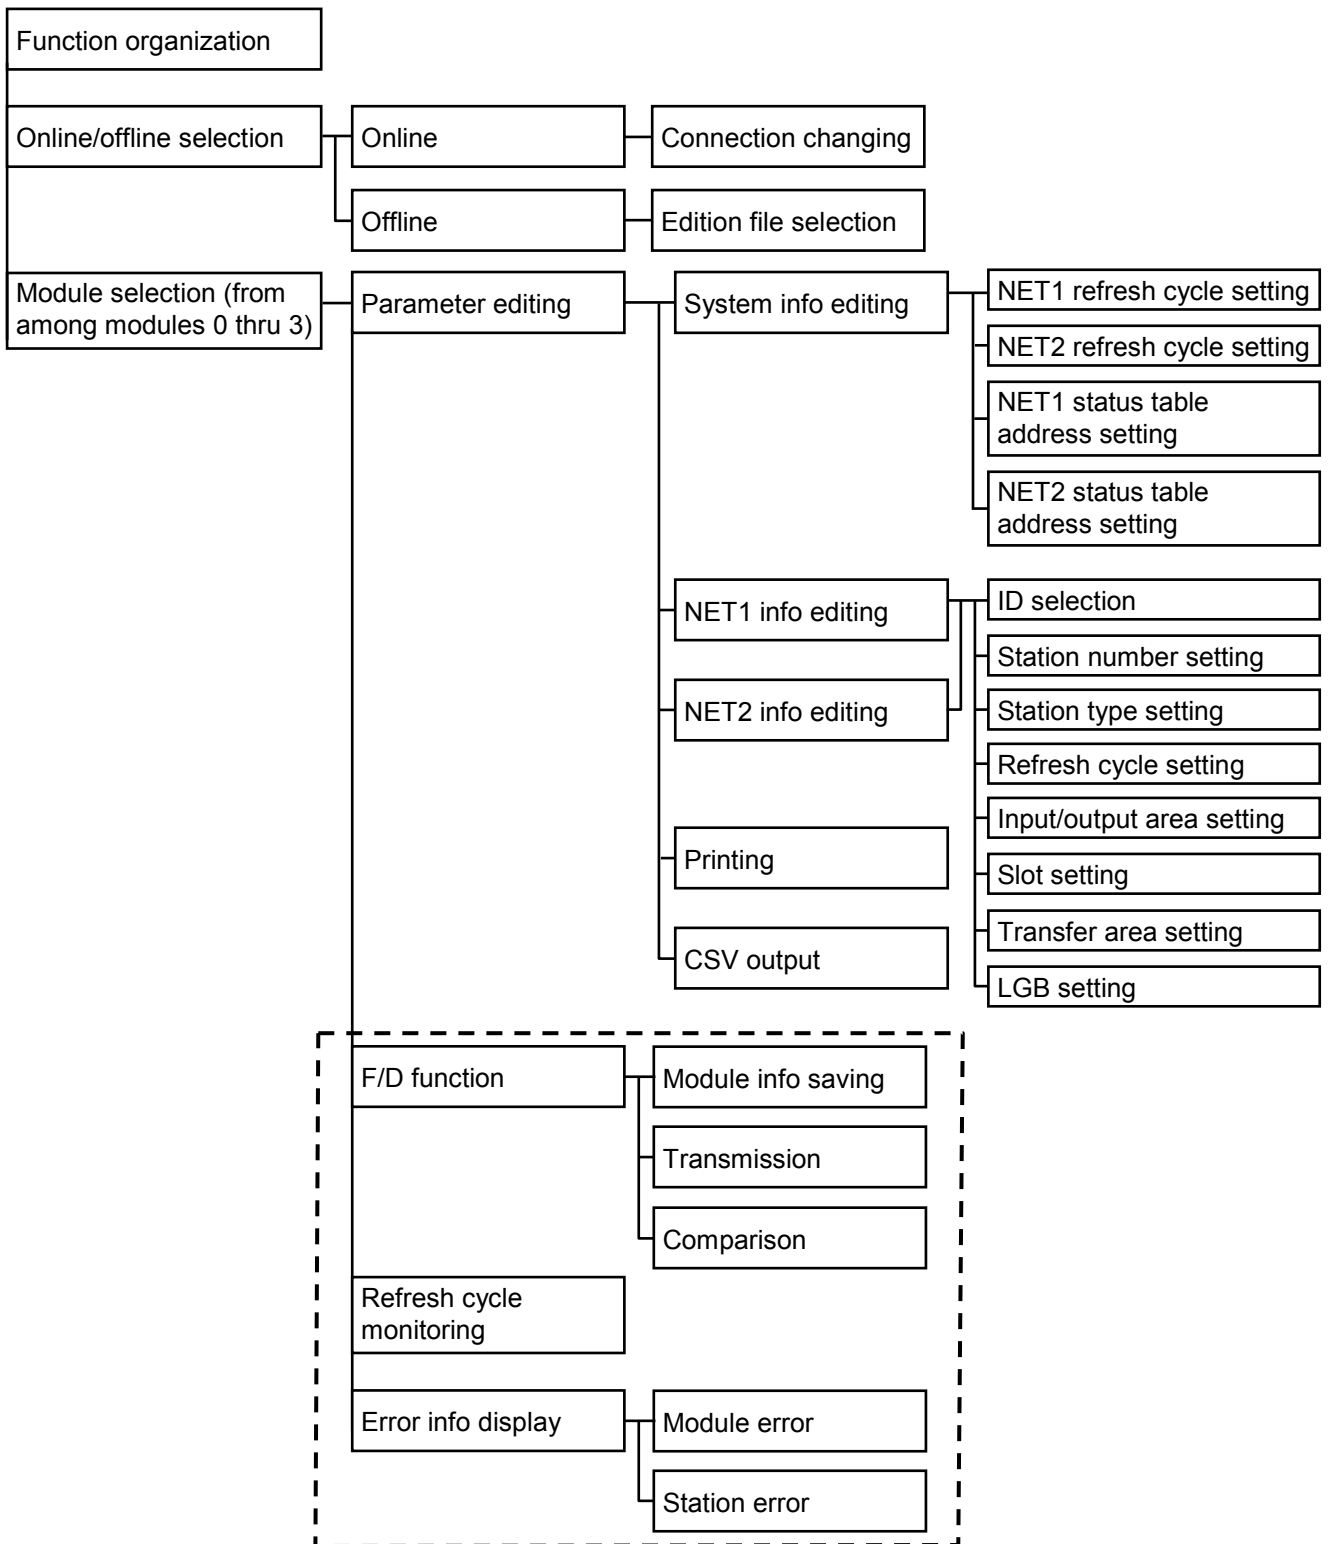 Function organization
Online/offline selection
Online
Connection changing
Offline
Edition file selection
Module selection (from
among modules 0 thru 3)
Parameter editing
System info editing
NET1 refresh cycle setting
NET2 refresh cycle setting
NET1 status table
address setting
NET2 status table
address setting
NET1 info editing
NET2 info editing
ID selection
Station number setting
Station type setting
Refresh cycle setting
Input/output area setting
Slot setting
Transfer area setting
LGB setting
Printing
CSV output
F/D function
Module info saving
Transmission
Comparison
Refresh cycle
monitoring
Error info display
Module error
Station error